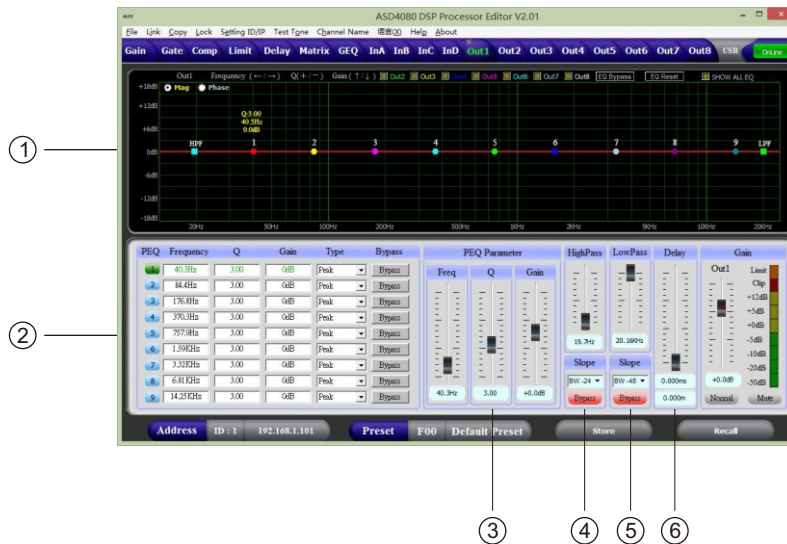 ASD4080 DSP Processor Editor V2.01
File Link Copy Lock Setting ID/IP Test Tone Channel Name 语言(X) Help About
Gain Gate Comp Limit Delay Matrix GEQ InA InB InC InD Out1 Out2 Out3 Out4 Out5 Out6 Out7 Out8 USB OnLine
Out1 Frequency (←/→) Q(+/−) Gain (↑/↓) Out2 Out3 Out4 Out5 Out6 Out7 Out8 EQ Bypass EQ Reset SHOW ALL EQ
+18dB Mag Phase
+12dB
Q:3.00
40.3Hz
+6dB 0.0dB
HPF 1 2 3 4 5 6 7 8 9 LPF
① 0dB
-6dB
-12dB
-18dB
20Hz 50Hz 100Hz 200Hz 500Hz 5KHz 10KHz 20KHz
PEQ Frequency Q Gain Type Bypass PEQ Parameter HighPass LowPass Delay Gain
1 40.3Hz 3.00 0dB Peak Bypass Freq Q Gain Out1 Limit
2 84.4Hz 3.00 0dB Peak Bypass Clip
3 176.8Hz 3.00 0dB Peak Bypass +12dB
4 370.3Hz 3.00 0dB Peak Bypass +5dB
② 5 757.9Hz 3.00 0dB Peak Bypass +0dB
6 1.59KHz 3.00 0dB Peak Bypass 19.7Hz 20.16KHz -5dB
7 3.32KHz 3.00 0dB Peak Bypass Slope Slope -10dB
8 6.81KHz 3.00 0dB Peak Bypass BW -24 BW -48 0.000ms +0.0dB -20dB
-50dB
9 14.25KHz 3.00 0dB Peak Bypass 40.3Hz 3.00 +0.0dB Bypass Bypass 0.000m Normal Mute
Address ID : 1 192.168.1.101 Preset F00 Default Preset Store Recall
③ ④ ⑤ ⑥